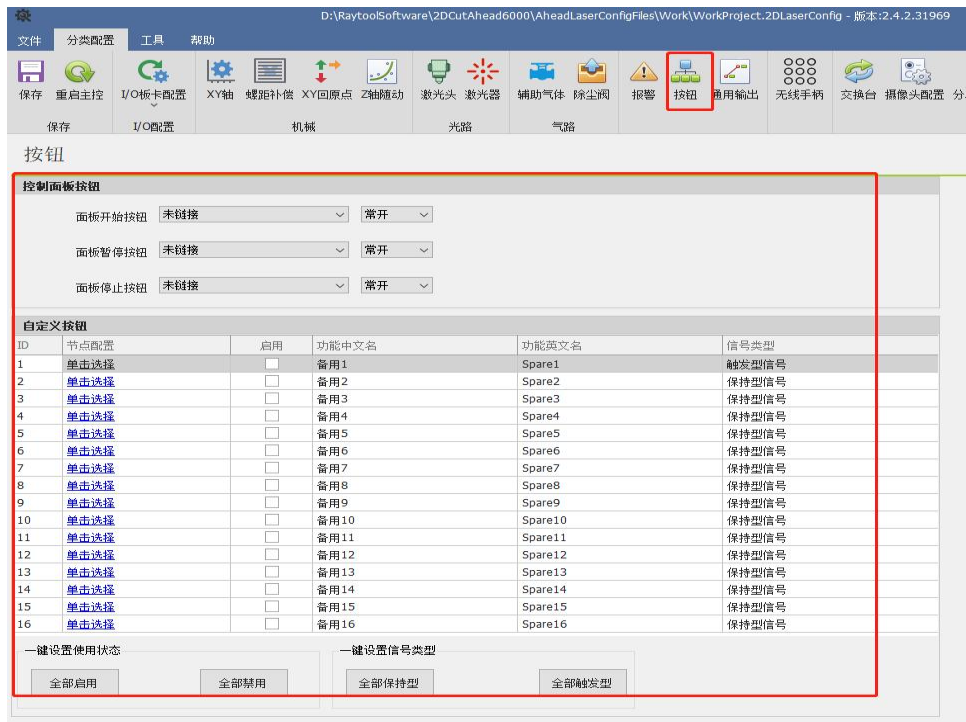 D:\RaytoolSoftware\2DCutAhead6000\AheadLaserConfigFiles\Work\WorkProject.2DLaserConfig - 版本:2.4.2.31969
文件 分类配置 工具 帮助
保存 重启主控 I/O板卡配置 XY轴 螺距补偿 XY回原点 Z轴随动 激光头 激光器 辅助气体 除尘阀 报警 按钮 通用输出 无线手柄 交换台 摄像头配置 分
保存 I/O配置 机械 光路 气路
按钮
控制面板按钮
面板开始按钮 未链接 常开
面板暂停按钮 未链接 常开
面板停止按钮 未链接 常开
自定义按钮
ID 节点配置 启用 功能中文名 功能英文名 信号类型
1 单击选择 备用1 Spare1 触发型信号
2 单击选择 备用2 Spare2 保持型信号
3 单击选择 备用3 Spare3 保持型信号
4 单击选择 备用4 Spare4 保持型信号
5 单击选择 备用5 Spare5 保持型信号
6 单击选择 备用6 Spare6 保持型信号
7 单击选择 备用7 Spare7 保持型信号
8 单击选择 备用8 Spare8 保持型信号
9 单击选择 备用9 Spare9 保持型信号
10 单击选择 备用10 Spare10 保持型信号
11 单击选择 备用11 Spare11 保持型信号
12 单击选择 备用12 Spare12 保持型信号
13 单击选择 备用13 Spare13 保持型信号
14 单击选择 备用14 Spare14 保持型信号
15 单击选择 备用15 Spare15 保持型信号
16 单击选择 备用16 Spare16 保持型信号
一键设置使用状态 一键设置信号类型
全部启用 全部禁用 全部保持型 全部触发型